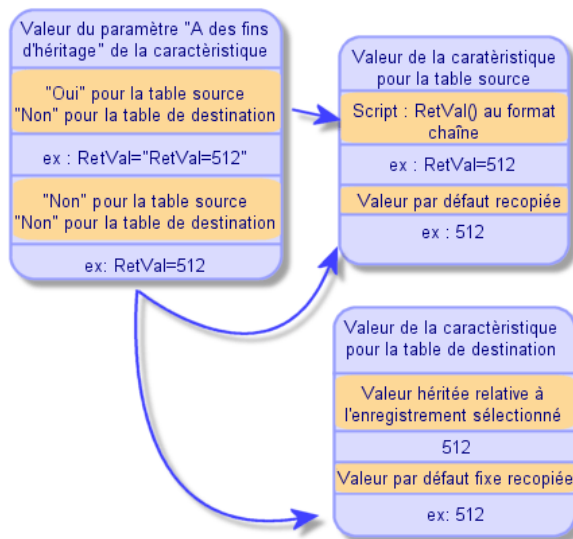 Valeur du paramètre "A des fins
d'héritage" de la caractèristique
"Oui" pour la table source
"Non" pour la table de destination
ex : RetVal="RetVal=512"
"Non" pour la table source
"Non" pour la table de destination
ex: RetVal=512
Valeur de la caratèristique
pour la table source
Script : RetVal() au format
chaîne
ex : RetVal=512
Valeur par défaut recopiée
ex : 512
Valeur de la caractèristique
pour la table de destination
Valeur héritée relative à
l'enregistrement sélectionné
512
Valeur par défaut fixe recopiée
ex: 512